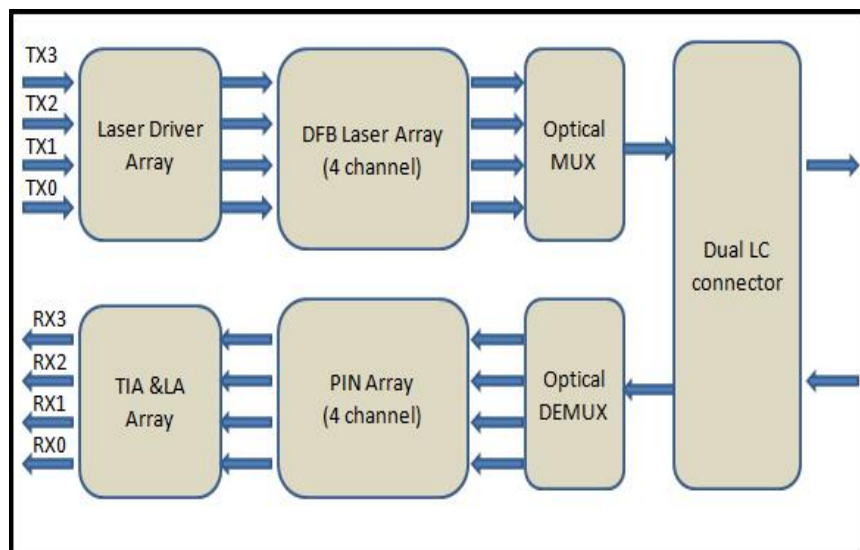 TX3
TX2
TX1
TX0
Laser Driver
Array
DFB Laser Array
(4 channel)
Optical
MUX
Dual LC
connector
RX3
RX2
RX1
RX0
TIA &LA
Array
PIN Array
(4 channel)
Optical
DEMUX